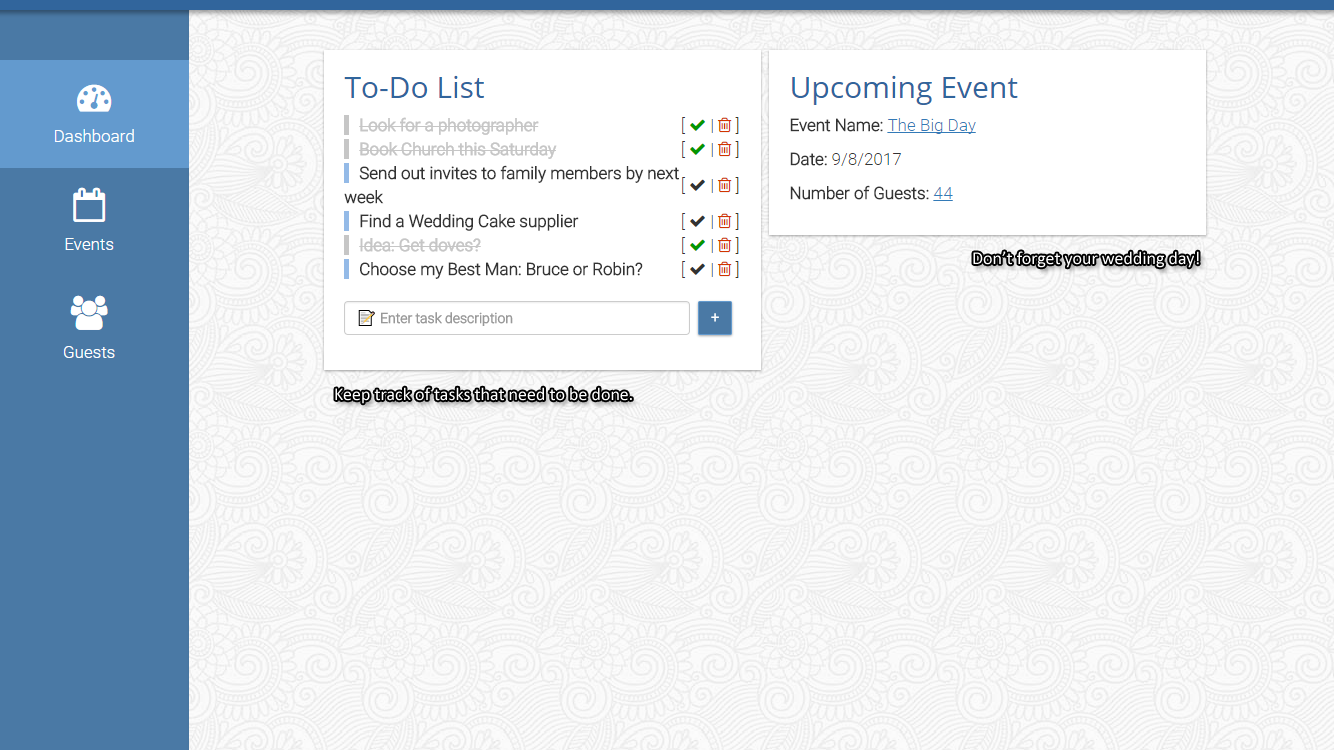 Dashboard
Events
Guests
To-Do List
Look for a photographer [ | ]
Book Church this Saturday [ | ]
Send out invites to family members by next [ | ]
week
Find a Wedding Cake supplier [ | ]
Idea: Get doves? [ | ]
Choose my Best Man: Bruce or Robin? [ | ]
Enter task description +
Keep track of tasks that need to be done.
Upcoming Event
Event Name: The Big Day
Date: 9/8/2017
Number of Guests: 44
Don't forget your wedding day!